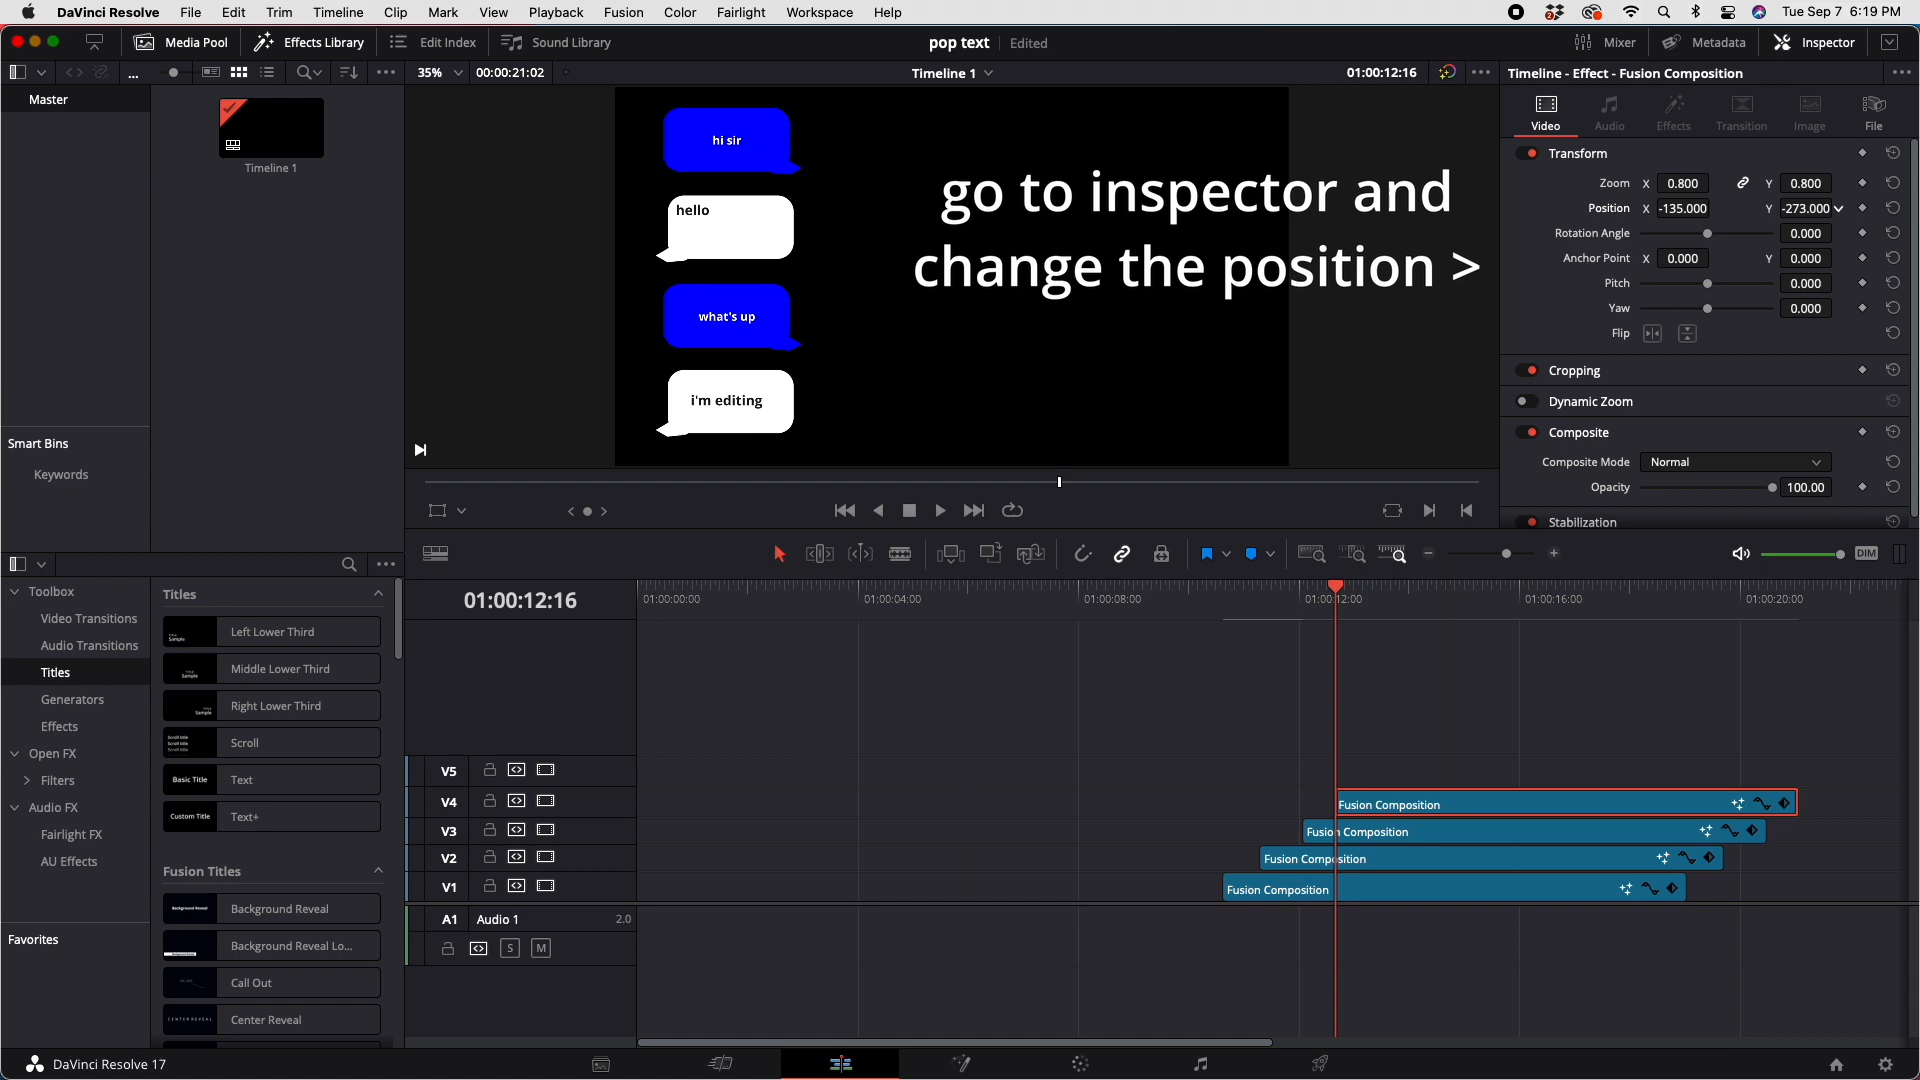 DaVinci Resolve File Edit Trim Timeline Clip Mark View Playback Fusion Color Fairlight Workspace Help
Tue Sep 7 6:19 PM
Media Pool Effects Library Edit Index Sound Library
pop text Edited
Mixer Metadata Inspector
...
35% 00:00:21:02
Timeline 1
01:00:12:16
Timeline - Effect - Fusion Composition
Master
Timeline 1
Smart Bins
Keywords
hi sir
hello
what's up
i'm editing
go to inspector and
change the position >
Video Audio Effects Transition Image File
Transform
Zoom X 0.800 Y 0.800
Position X -135.000 Y -273.000
Rotation Angle 0.000
Anchor Point X 0.000 Y 0.000
Pitch 0.000
Yaw 0.000
Flip
Cropping
Dynamic Zoom
Composite
Composite Mode Normal
Opacity 100.00
Stabilization
DIM
Toolbox
Video Transitions
Audio Transitions
Titles
Generators
Effects
Open FX
Filters
Audio FX
Fairlight FX
AU Effects
Favorites
Titles
Left Lower Third
Middle Lower Third
Right Lower Third
Scroll
Basic Title Text
Custom Title Text+
Fusion Titles
Background Reveal
Background Reveal Lo...
Call Out
CENTER REVEAL Center Reveal
01:00:12:16
01:00:00:00 01:00:04:00 01:00:08:00 01:00:12:00 01:00:16:00 01:00:20:00
V5
V4 Fusion Composition
V3 Fusion Composition
V2 Fusion Composition
V1 Fusion Composition
A1 Audio 1 2.0
S M
DaVinci Resolve 17